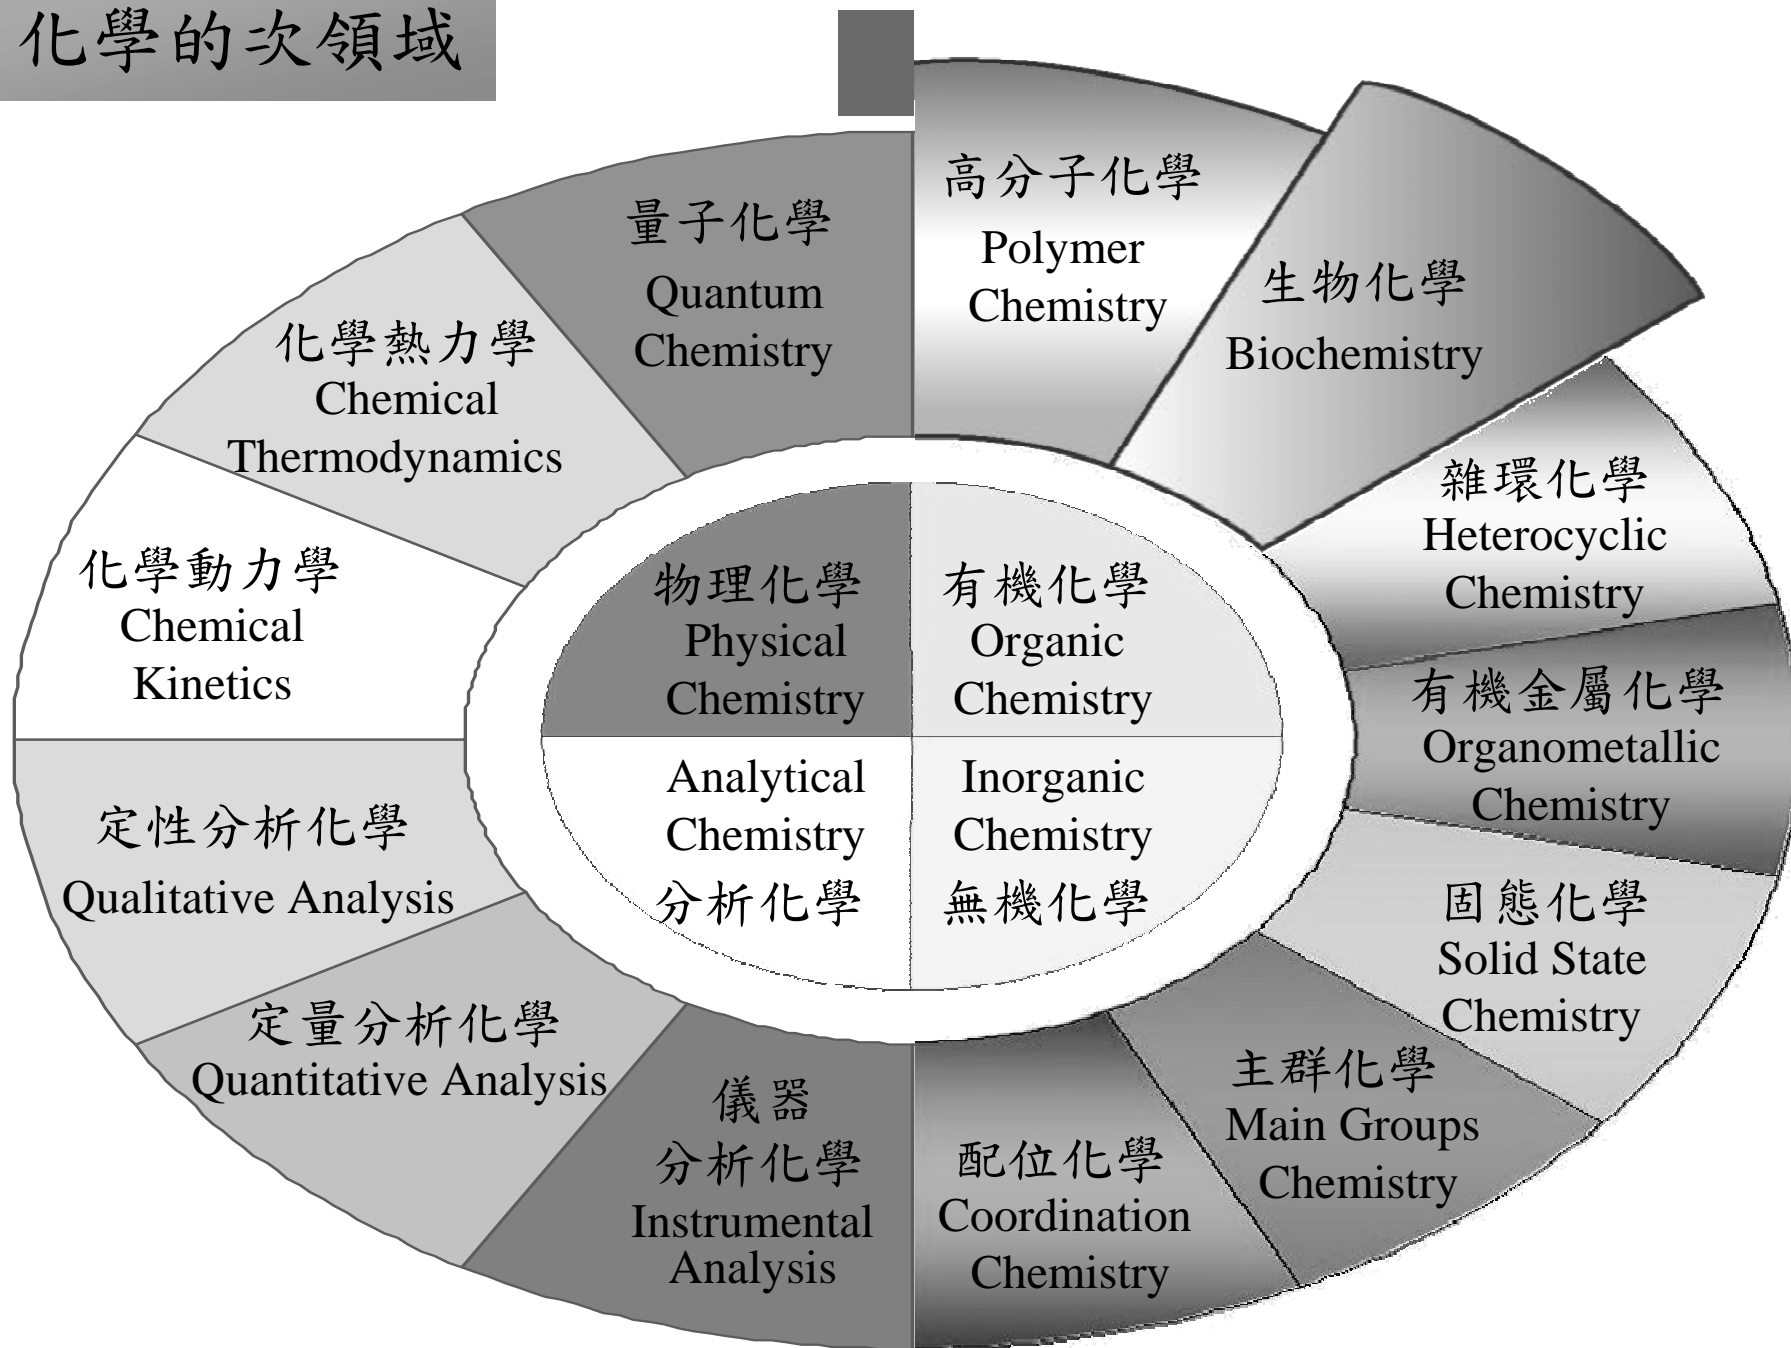 化學的次領域
量子化學
Quantum
Chemistry
高分子化學
Polymer
Chemistry
生物化學
Biochemistry
化學熱力學
Chemical
Thermodynamics
雜環化學
Heterocyclic
Chemistry
化學動力學
Chemical
Kinetics
物理化學
Physical
Chemistry
有機化學
Organic
Chemistry
有機金屬化學
Organometallic
Chemistry
Analytical
Chemistry
分析化學
Inorganic
Chemistry
無機化學
定性分析化學
Qualitative Analysis
固態化學
Solid State
Chemistry
定量分析化學
Quantitative Analysis
主群化學
Main Groups
Chemistry
儀器
分析化學
Instrumental
Analysis
配位化學
Coordination
Chemistry